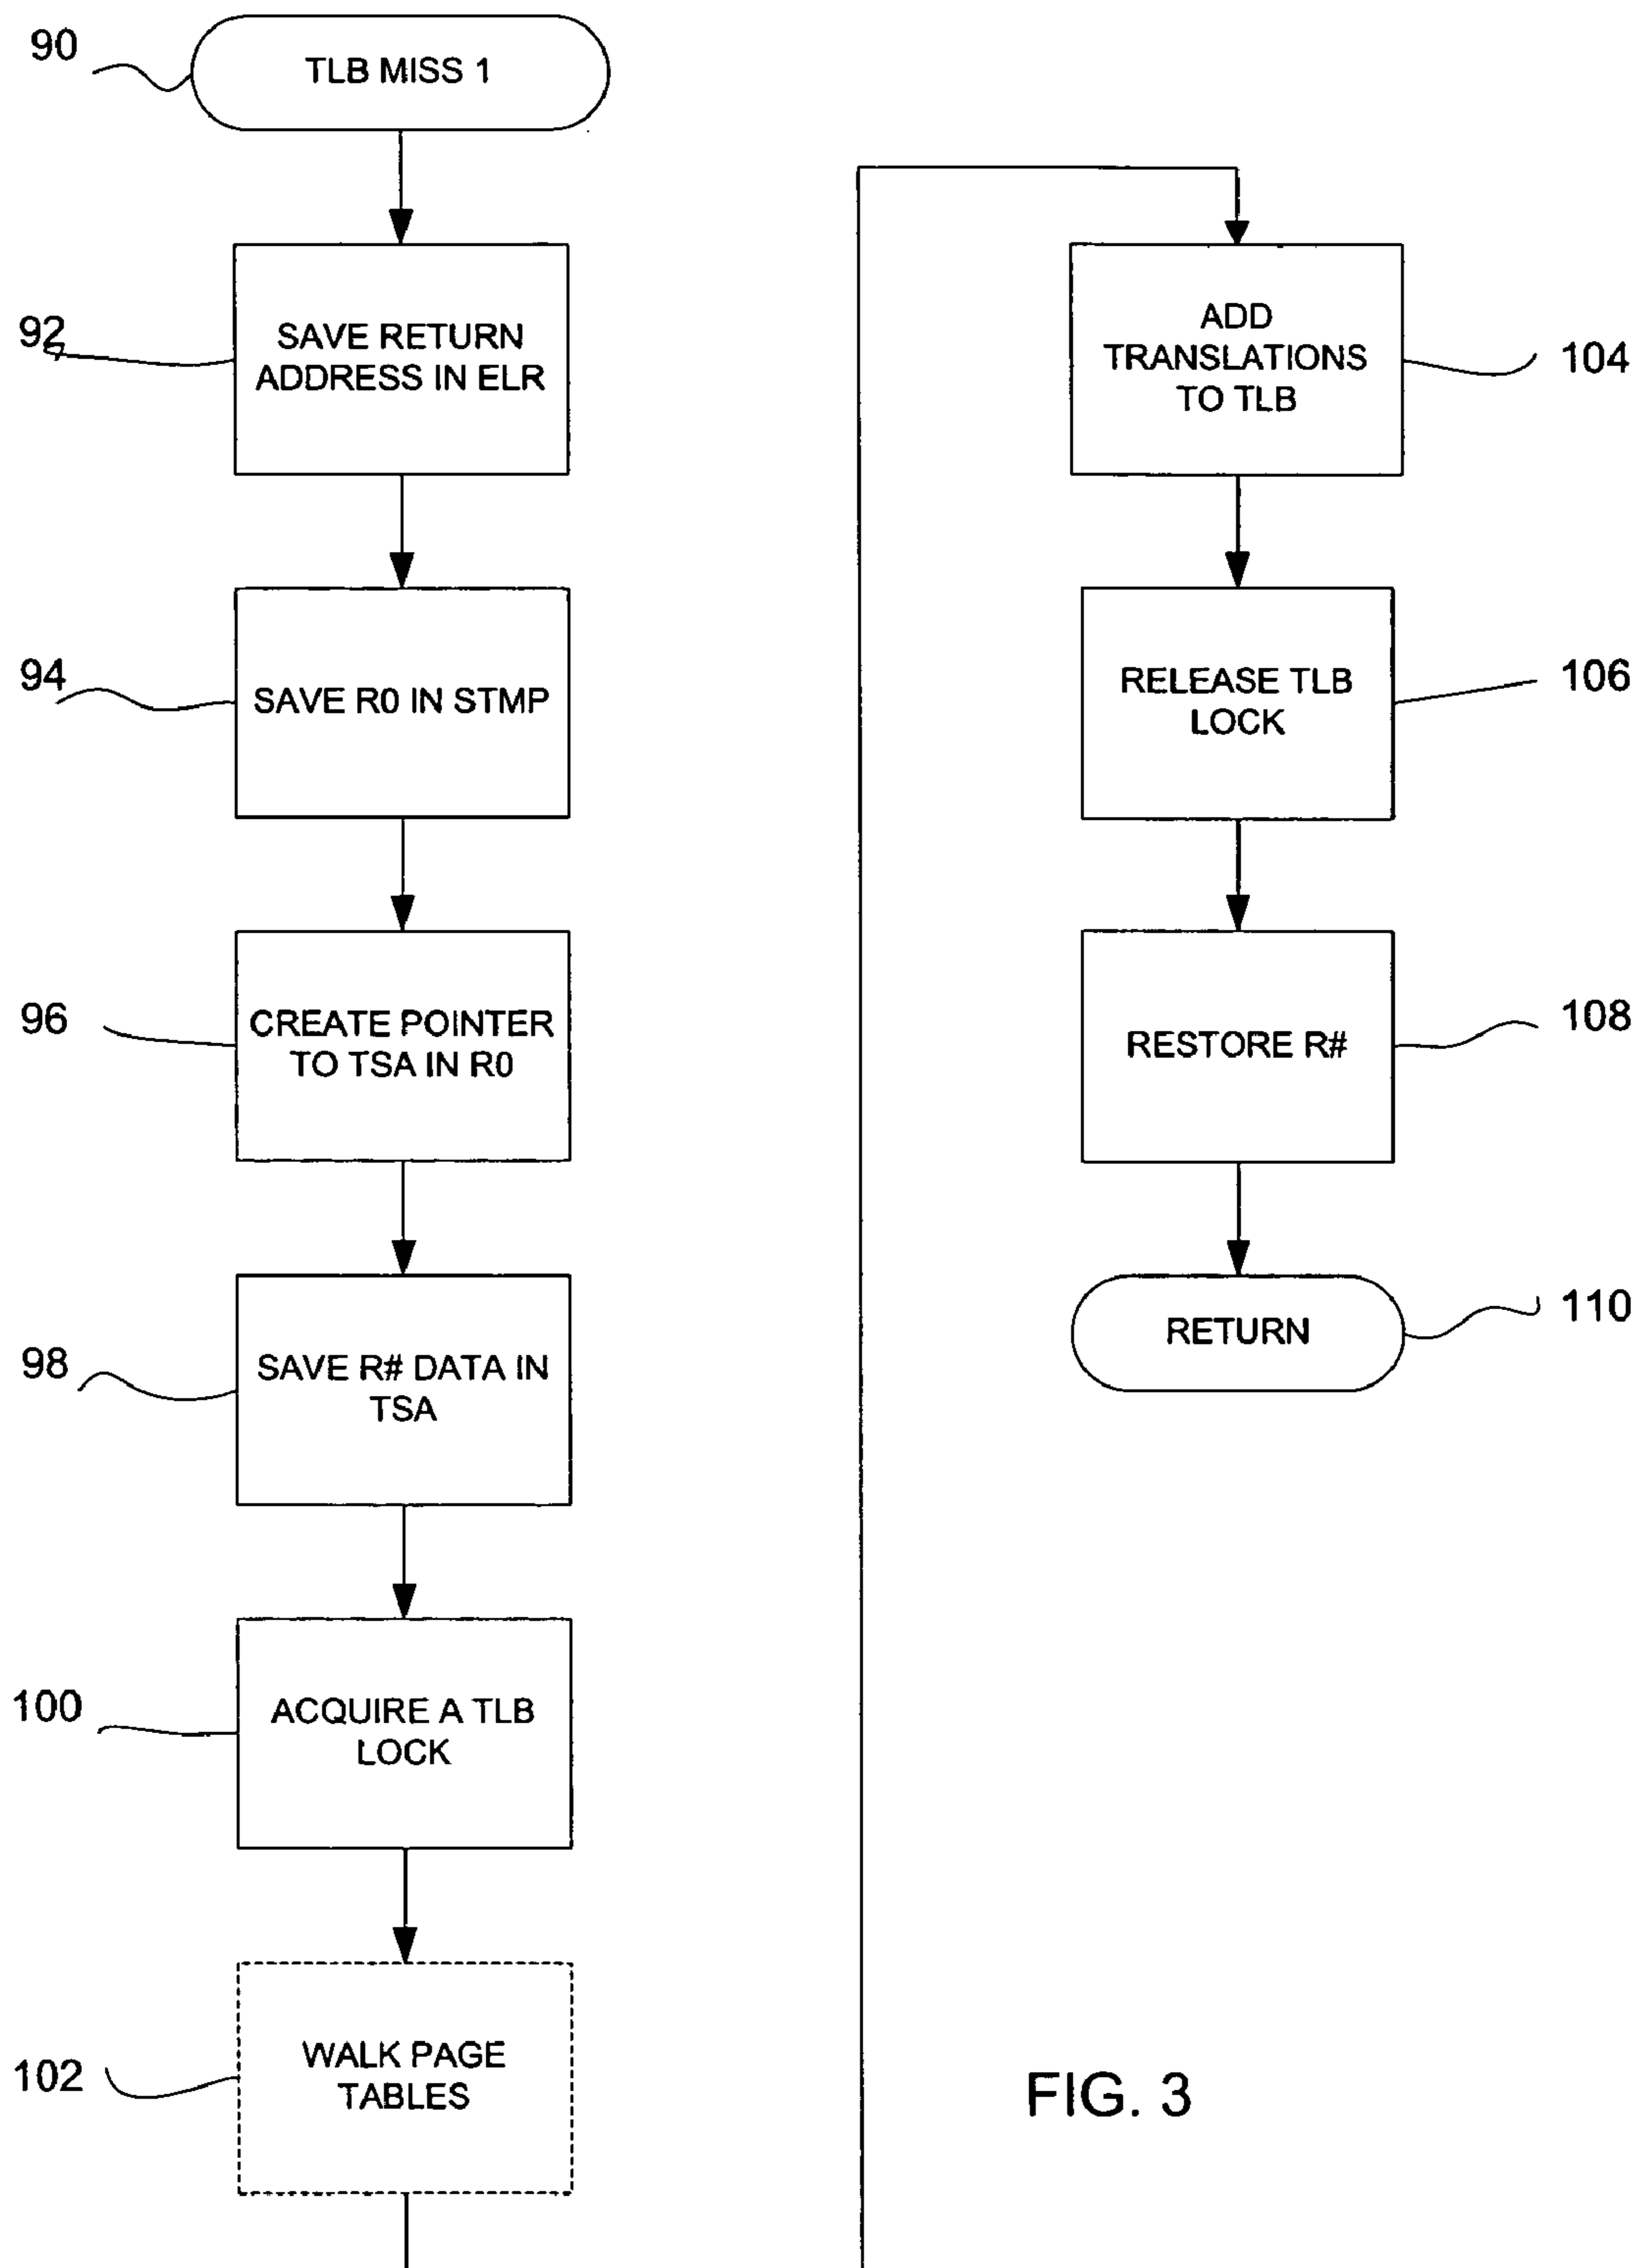 90
TLB MISS 1
92
SAVE RETURN
ADDRESS IN ELR
94
SAVE R0 IN STMP
96
CREATE POINTER
TO TSA IN R0
98
SAVE R# DATA IN
TSA
100
ACQUIRE A TLB
LOCK
102
WALK PAGE
TABLES
ADD
TRANSLATIONS
TO TLB
104
RELEASE TLB
LOCK
106
RESTORE R#
108
RETURN
110
FIG. 3